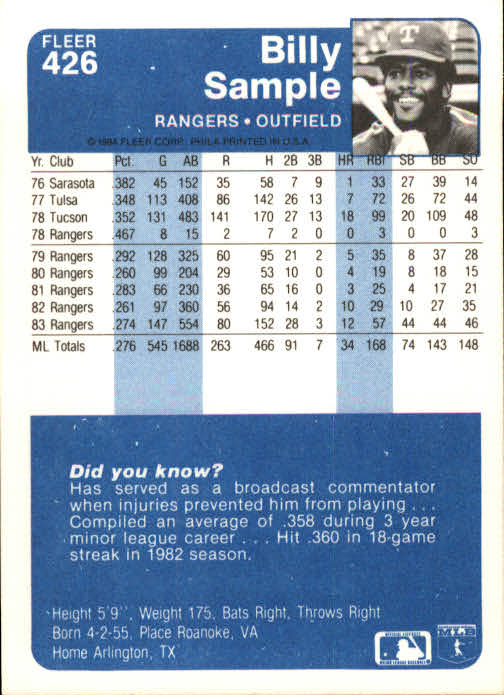 FLEER
426
Billy
Sample
RANGERS • OUTFIELD
© 1984 FLEER CORP. PHILA PRINTED IN U.S.A.
Yr. Club Pct. G AB R H 2B 3B HR RBI SB BB SO
76 Sarasota .382 45 152 35 58 7 9 1 33 27 39 14
77 Tulsa .348 113 408 86 142 26 13 7 72 26 72 44
78 Tucson .352 131 483 141 170 27 13 18 99 20 109 48
78 Rangers .467 8 15 2 7 2 0 0 3 0 0 3
79 Rangers .292 128 325 60 95 21 2 5 35 8 37 28
80 Rangers .260 99 204 29 53 10 0 4 19 8 18 15
81 Rangers .283 66 230 36 65 16 0 3 25 4 17 21
82 Rangers .261 97 360 56 94 14 2 10 29 10 27 35
83 Rangers .274 147 554 80 152 28 3 12 57 44 44 46
ML Totals .276 545 1688 263 466 91 7 34 168 74 143 148
Did you know?
Has served as a broadcast commentator
when injuries prevented him from playing . . .
Compiled an average of .358 during 3 year
minor league career . . . Hit .360 in 18-game
streak in 1982 season.
Height 5'9", Weight 175, Bats Right, Throws Right
Born 4-2-55, Place Roanoke, VA
Home Arlington, TX